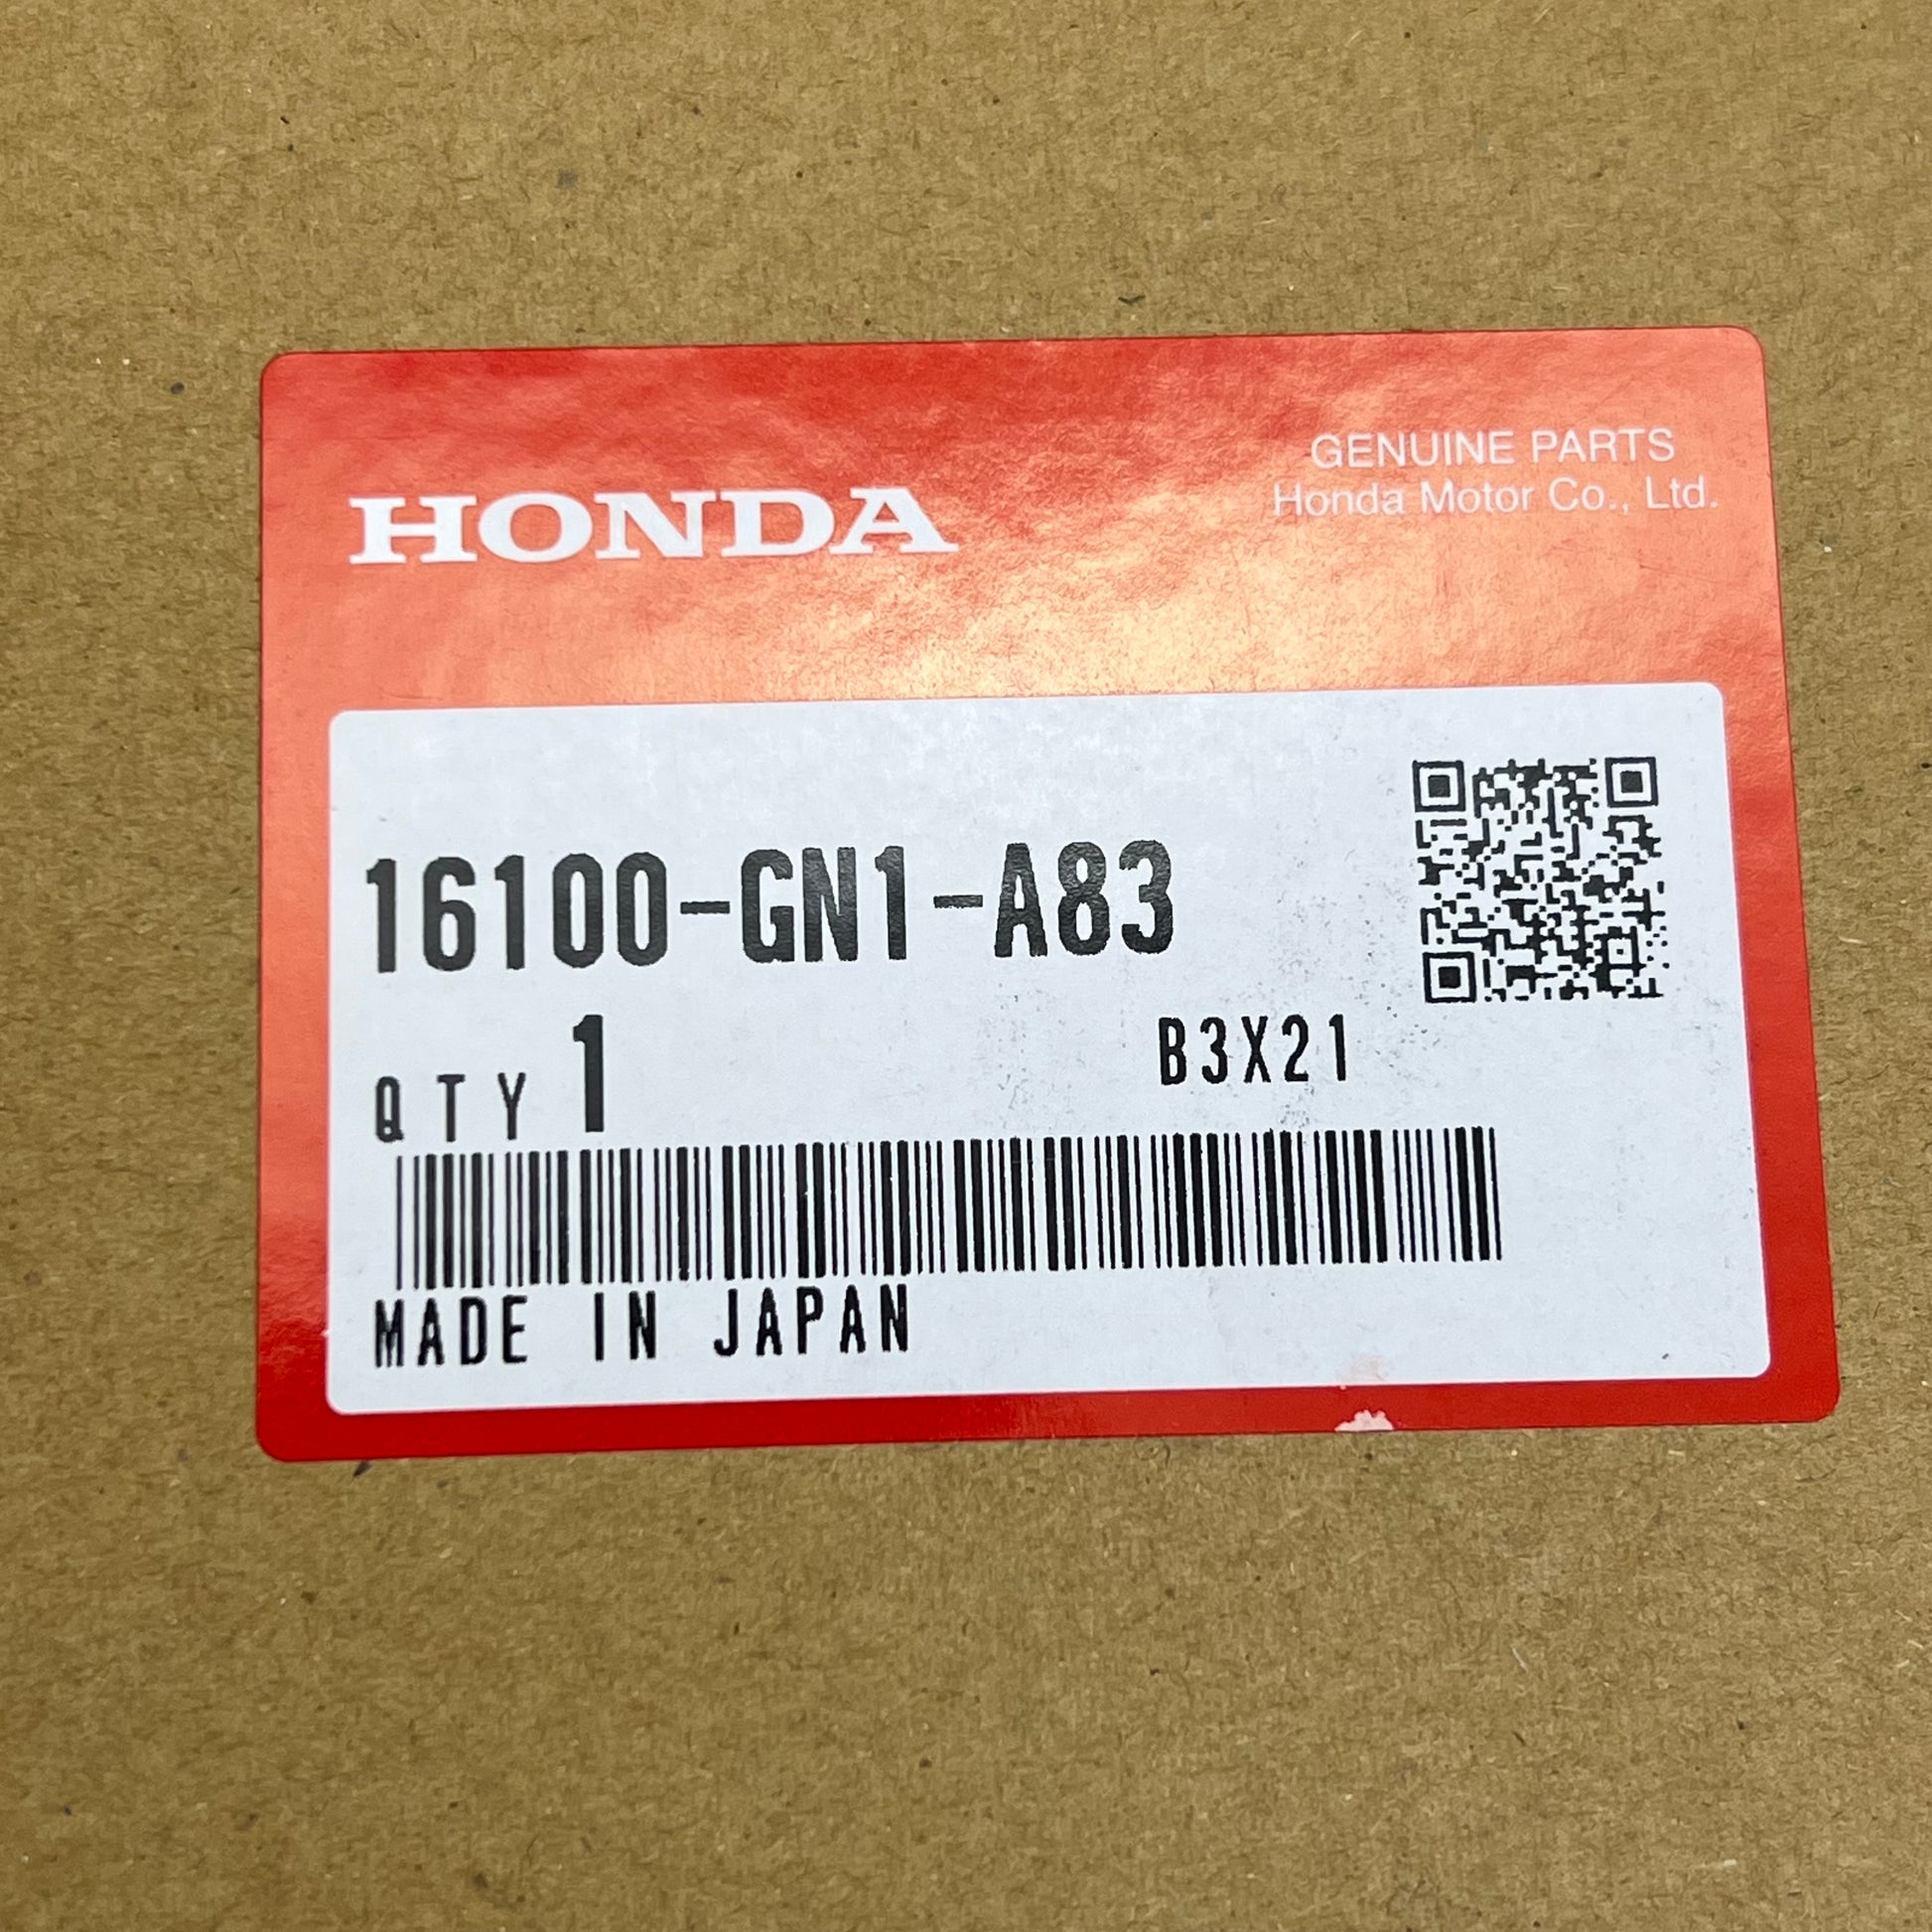 HONDA
GENUINE PARTS
Honda Motor Co., Ltd.
16100-GN1-A83
QTY 1
B3X21
MADE IN JAPAN